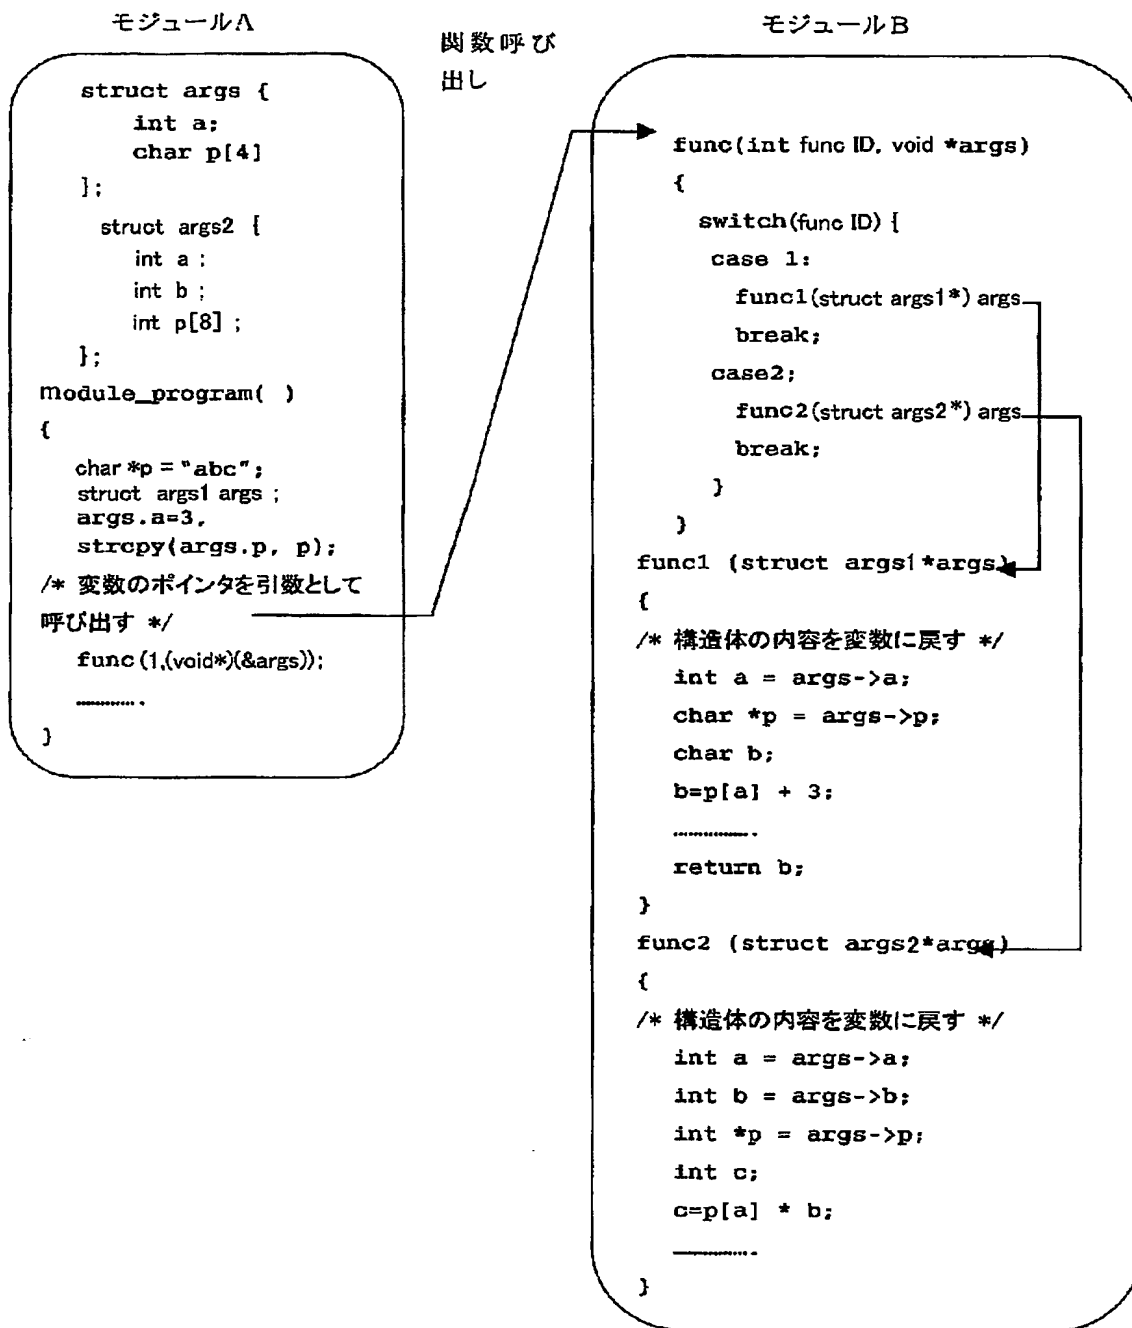 モジュールA
struct args {
int a;
char p[4]
};
struct args2 {
int a ;
int b ;
int p[8] ;
};
module_program( )
{
char *p = "abc";
struct args1 args ;
args.a=3,
strcpy(args.p, p);
/* 変数のポインタを引数として
呼び出す */
func (1,(void*)(&args));
.............
}
関数呼び
出し
モジュールB
func(int func ID, void *args)
{
switch(func ID) {
case 1:
func1(struct args1*) args
break;
case2;
func2(struct args2*) args
break;
}
}
func1 (struct args1*args)
{
/* 構造体の内容を変数に戻す */
int a = args->a;
char *p = args->p;
char b;
b=p[a] + 3;
................
return b;
}
func2 (struct args2*args)
{
/* 構造体の内容を変数に戻す */
int a = args->a;
int b = args->b;
int *p = args->p;
int c;
c=p[a] * b;
................
}